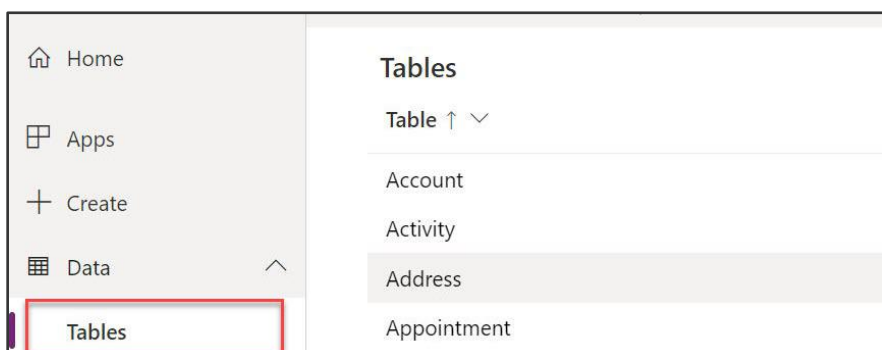 Home
Apps
Create
Data
Tables
Tables
Table
Account
Activity
Address
Appointment